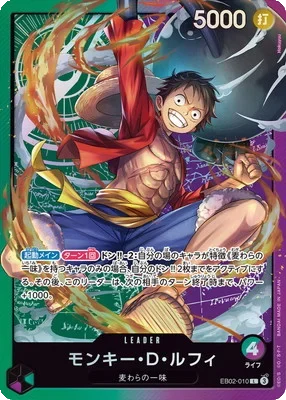 5000 打
起動メイン ターン1回 ドン!!-2:自分の場のキャラが特徴《麦わらの
一味》を持つキャラのみの場合、自分のドン!!2枚までをアクティブにす
る。その後、このリーダーは、次の相手のターン終了時まで、パワー
+1000。
LEADER
モンキー・D・ルフィ
麦わらの一味
4
ライフ
EB02-010 L 3